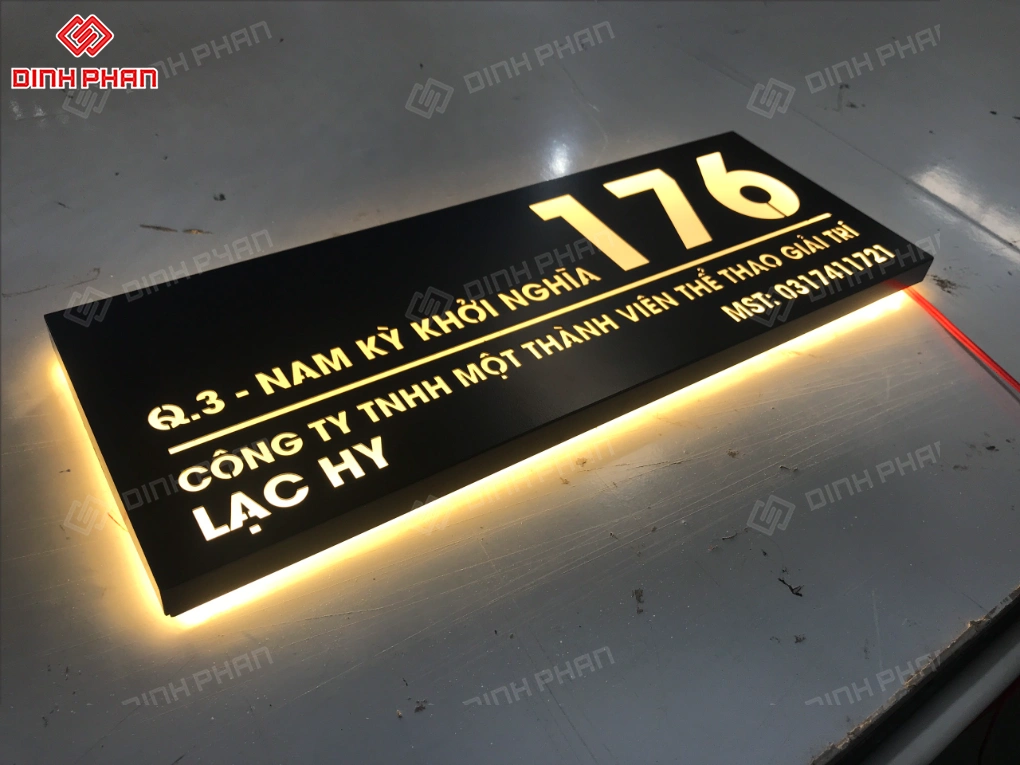 DINH PHAN
176
Q.3 - NAM KỲ KHỞI NGHĨA
CÔNG TY TNHH MỘT THÀNH VIÊN THỂ THAO GIẢI TRÍ
LẠC HY
MST: 0317411721